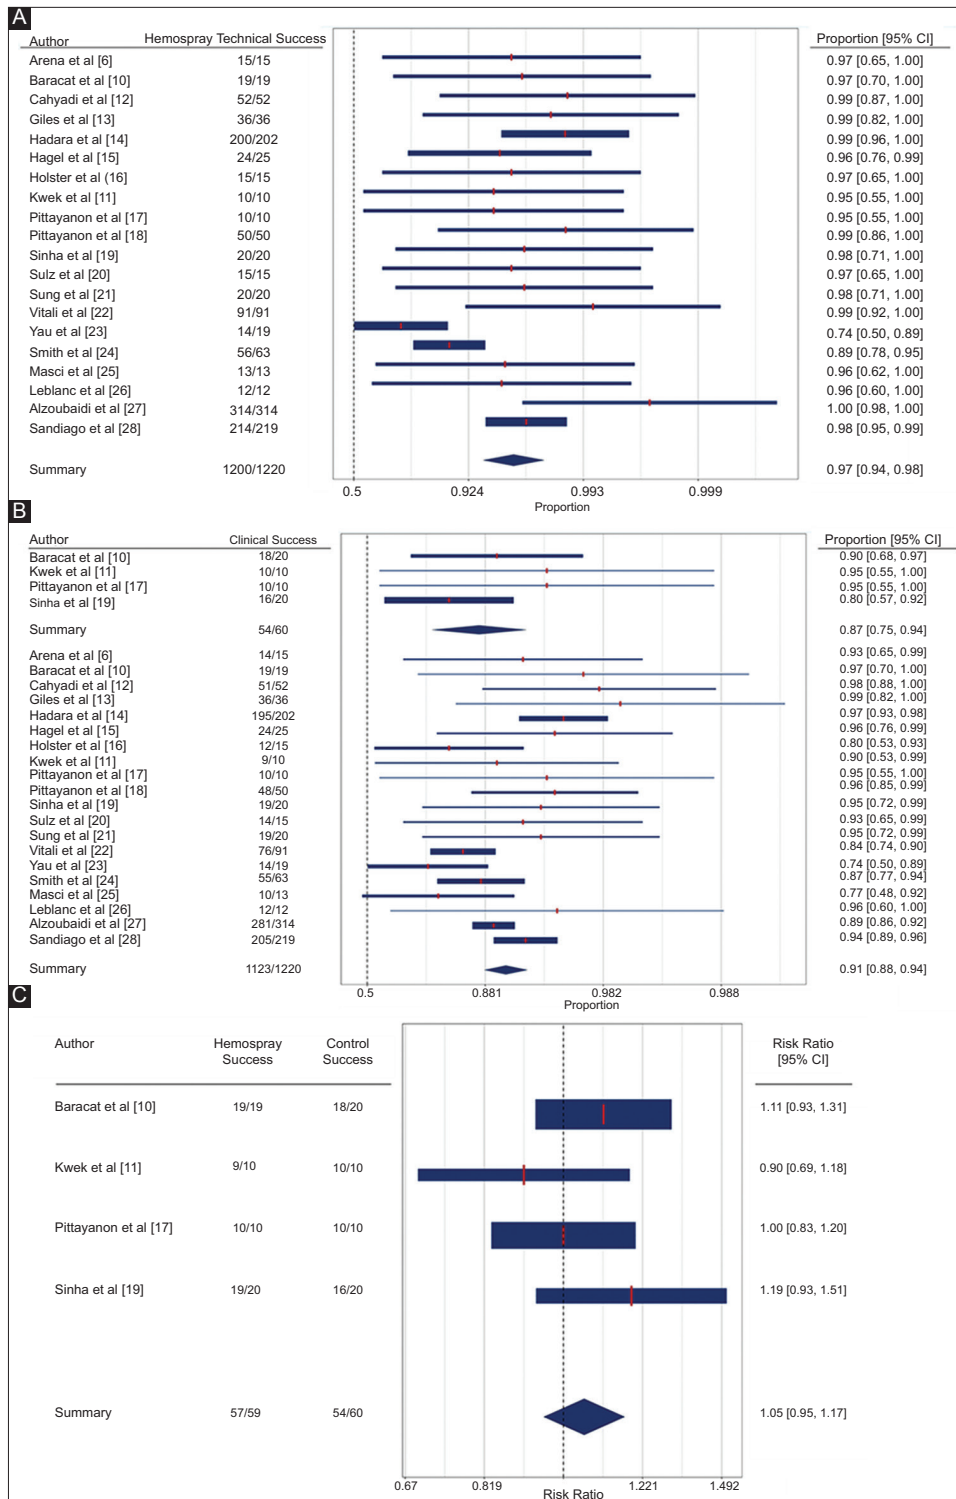 A
Author Hemospray Technical Success Proportion [95% CI]
Arena et al [6] 15/15 0.97 [0.65, 1.00]
Baracat et al [10] 19/19 0.97 [0.70, 1.00]
Cahyadi et al [12] 52/52 0.99 [0.87, 1.00]
Giles et al [13] 36/36 0.99 [0.82, 1.00]
Hadara et al [14] 200/202 0.99 [0.96, 1.00]
Hagel et al [15] 24/25 0.96 [0.76, 0.99]
Holster et al (16] 15/15 0.97 [0.65, 1.00]
Kwek et al [11] 10/10 0.95 [0.55, 1.00]
Pittayanon et al [17] 10/10 0.95 [0.55, 1.00]
Pittayanon et al [18] 50/50 0.99 [0.86, 1.00]
Sinha et al [19] 20/20 0.98 [0.71, 1.00]
Sulz et al [20] 15/15 0.97 [0.65, 1.00]
Sung et al [21] 20/20 0.98 [0.71, 1.00]
Vitali et al [22] 91/91 0.99 [0.92, 1.00]
Yau et al [23] 14/19 0.74 [0.50, 0.89]
Smith et al [24] 56/63 0.89 [0.78, 0.95]
Masci et al [25] 13/13 0.96 [0.62, 1.00]
Leblanc et al [26] 12/12 0.96 [0.60, 1.00]
Alzoubaidi et al [27] 314/314 1.00 [0.98, 1.00]
Sandiago et al [28] 214/219 0.98 [0.95, 0.99]
Summary 1200/1220 0.97 [0.94, 0.98]
0.5 0.924 0.993 0.999
Proportion
B
Author Clinical Success Proportion [95% CI]
Baracat et al [10] 18/20 0.90 [0.68, 0.97]
Kwek et al [11] 10/10 0.95 [0.55, 1.00]
Pittayanon et al [17] 10/10 0.95 [0.55, 1.00]
Sinha et al [19] 16/20 0.80 [0.57, 0.92]
Summary 54/60 0.87 [0.75, 0.94]
Arena et al [6] 14/15 0.93 [0.65, 0.99]
Baracat et al [10] 19/19 0.97 [0.70, 1.00]
Cahyadi et al [12] 51/52 0.98 [0.88, 1.00]
Giles et al [13] 36/36 0.99 [0.82, 1.00]
Hadara et al [14] 195/202 0.97 [0.93, 0.98]
Hagel et al [15] 24/25 0.96 [0.76, 0.99]
Holster et al [16] 12/15 0.80 [0.53, 0.93]
Kwek et al [11] 9/10 0.90 [0.53, 0.99]
Pittayanon et al [17] 10/10 0.95 [0.55, 1.00]
Pittayanon et al [18] 48/50 0.96 [0.85, 0.99]
Sinha et al [19] 19/20 0.95 [0.72, 0.99]
Sulz et al [20] 14/15 0.93 [0.65, 0.99]
Sung et al [21] 19/20 0.95 [0.72, 0.99]
Vitali et al [22] 76/91 0.84 [0.74, 0.90]
Yau et al [23] 14/19 0.74 [0.50, 0.89]
Smith et al [24] 55/63 0.87 [0.77, 0.94]
Masci et al [25] 10/13 0.77 [0.48, 0.92]
Leblanc et al [26] 12/12 0.96 [0.60, 1.00]
Alzoubaidi et al [27] 281/314 0.89 [0.86, 0.92]
Sandiago et al [28] 205/219 0.94 [0.89, 0.96]
Summary 1123/1220 0.91 [0.88, 0.94]
0.5 0.881 0.982 0.988
Proportion
C
Author Hemospray Control Risk Ratio
Success Success [95% CI]
Baracat et al [10] 19/19 18/20 1.11 [0.93, 1.31]
Kwek et al [11] 9/10 10/10 0.90 [0.69, 1.18]
Pittayanon et al [17] 10/10 10/10 1.00 [0.83, 1.20]
Sinha et al [19] 19/20 16/20 1.19 [0.93, 1.51]
Summary 57/59 54/60 1.05 [0.95, 1.17]
0.67 0.819 1.221 1.492
Risk Ratio